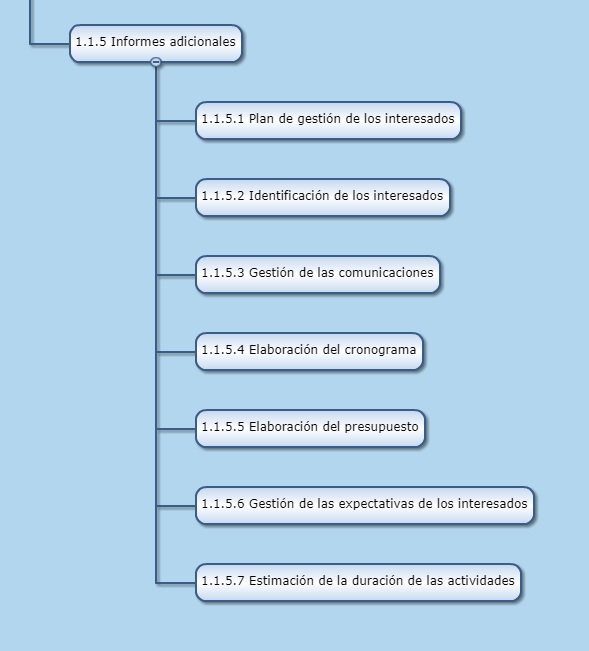 1.1.5 Informes adicionales
1.1.5.1 Plan de gestión de los interesados
1.1.5.2 Identificación de los interesados
1.1.5.3 Gestión de las comunicaciones
1.1.5.4 Elaboración del cronograma
1.1.5.5 Elaboración del presupuesto
1.1.5.6 Gestión de las expectativas de los interesados
1.1.5.7 Estimación de la duración de las actividades